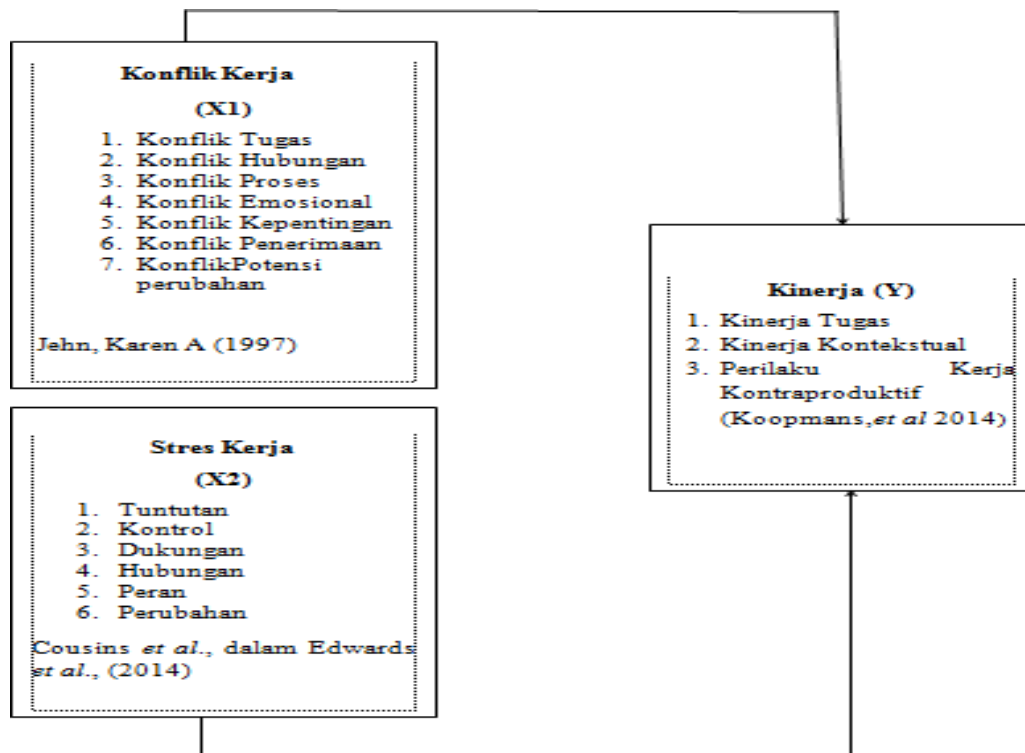 Konflik Kerja
(X1)
1. Konflik Tugas
2. Konflik Hubungan
3. Konflik Proses
4. Konflik Emosional
5. Konflik Kepentingan
6. Konflik Penerimaan
7. KonflikPotensi
perubahan
Jehn, Karen A (1997)
Stres Kerja
(X2)
1. Tuntutan
2. Kontrol
3. Dukungan
4. Hubungan
5. Peran
6. Perubahan
Cousins et al., dalam Edwards
et al., (2014)
Kinerja (Y)
1. Kinerja Tugas
2. Kinerja Kontekstual
3. Perilaku Kerja
Kontraproduktif
(Koopmans,et al 2014)